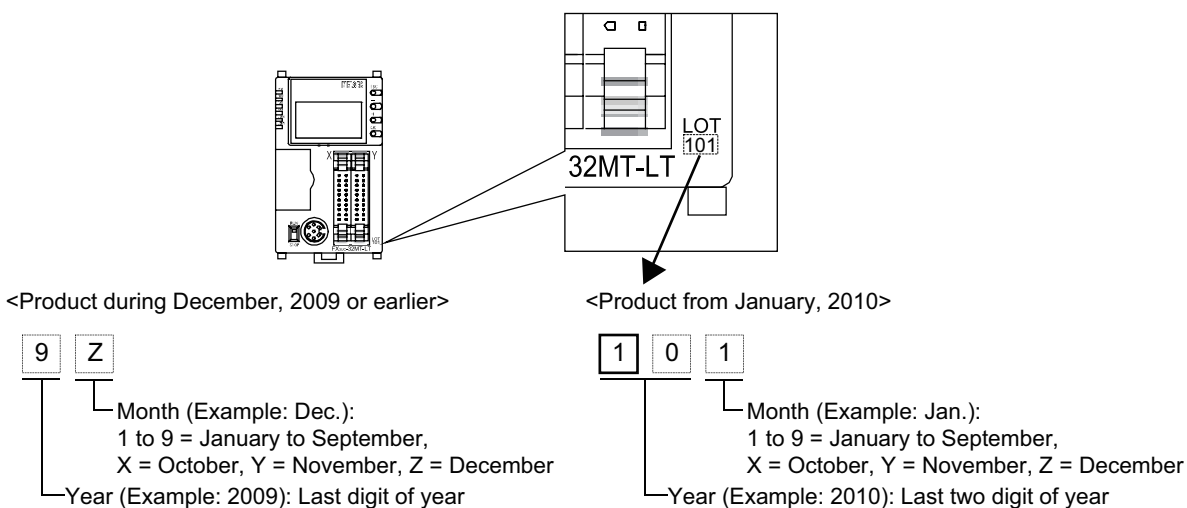 LOT
101
32MT-LT
X Y
<Product during December, 2009 or earlier>
9 Z
Month (Example: Dec.):
1 to 9 = January to September,
X = October, Y = November, Z = December
Year (Example: 2009): Last digit of year
<Product from January, 2010>
1 0 1
Month (Example: Jan.):
1 to 9 = January to September,
X = October, Y = November, Z = December
Year (Example: 2010): Last two digit of year